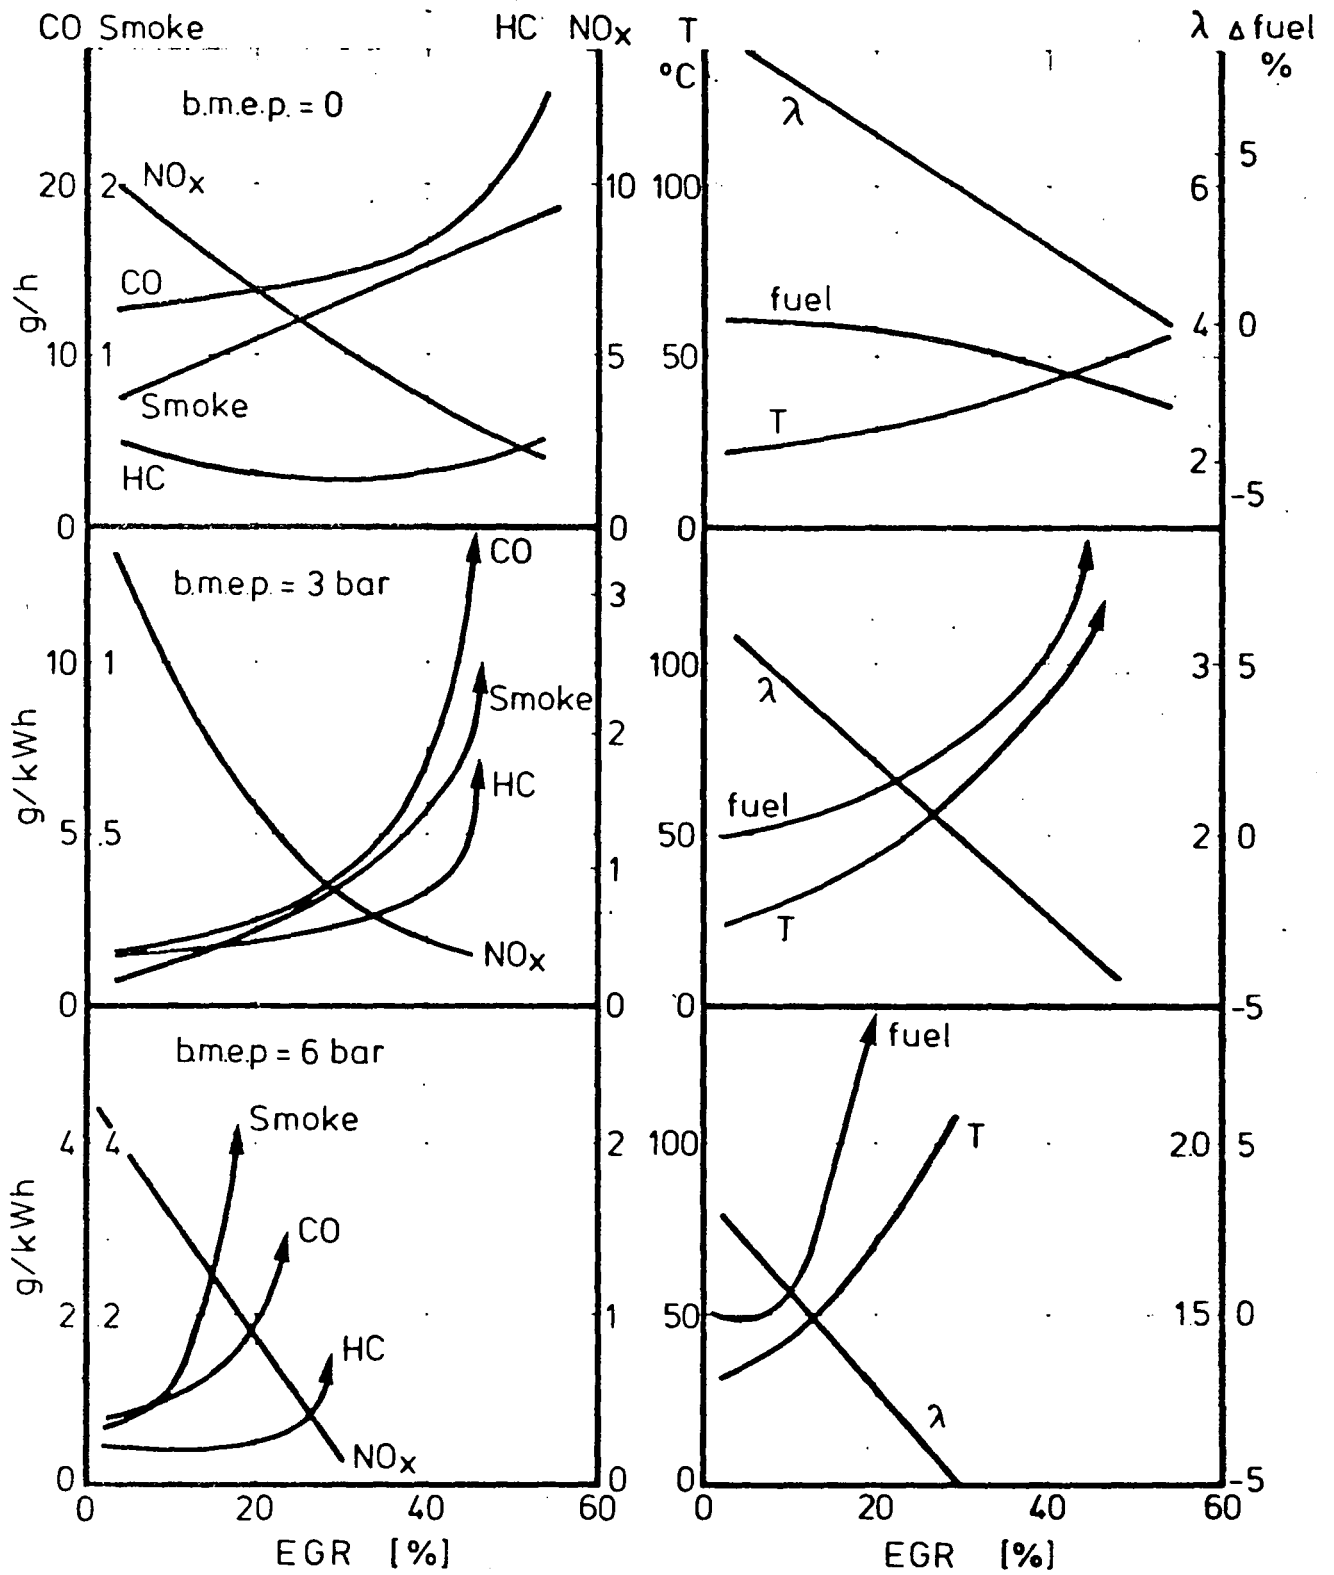 CO Smoke HC NOx T λ Δ fuel
°C %
b.m.e.p. = 0
NOx
λ
5
20 2 10 100 6
CO
fuel
g/h
4 0
10 1 5 50
Smoke
T
HC
2
-5
0 0 0
CO
b.m.e.p. = 3 bar
3
10 1 100 3 5
λ
Smoke
2
g/kWh
HC
fuel
5 .5 50 2 0
1
T
NOx
0 0 0 -5
fuel
b.m.e.p = 6 bar
Smoke
T
4 4 2 100 2.0 5
CO
g/kWh
2 .2 1 50 1.5 0
HC
λ
NOx
0 0 0 -5
0 20 40 60 0 20 40 60
EGR [%] EGR [%]